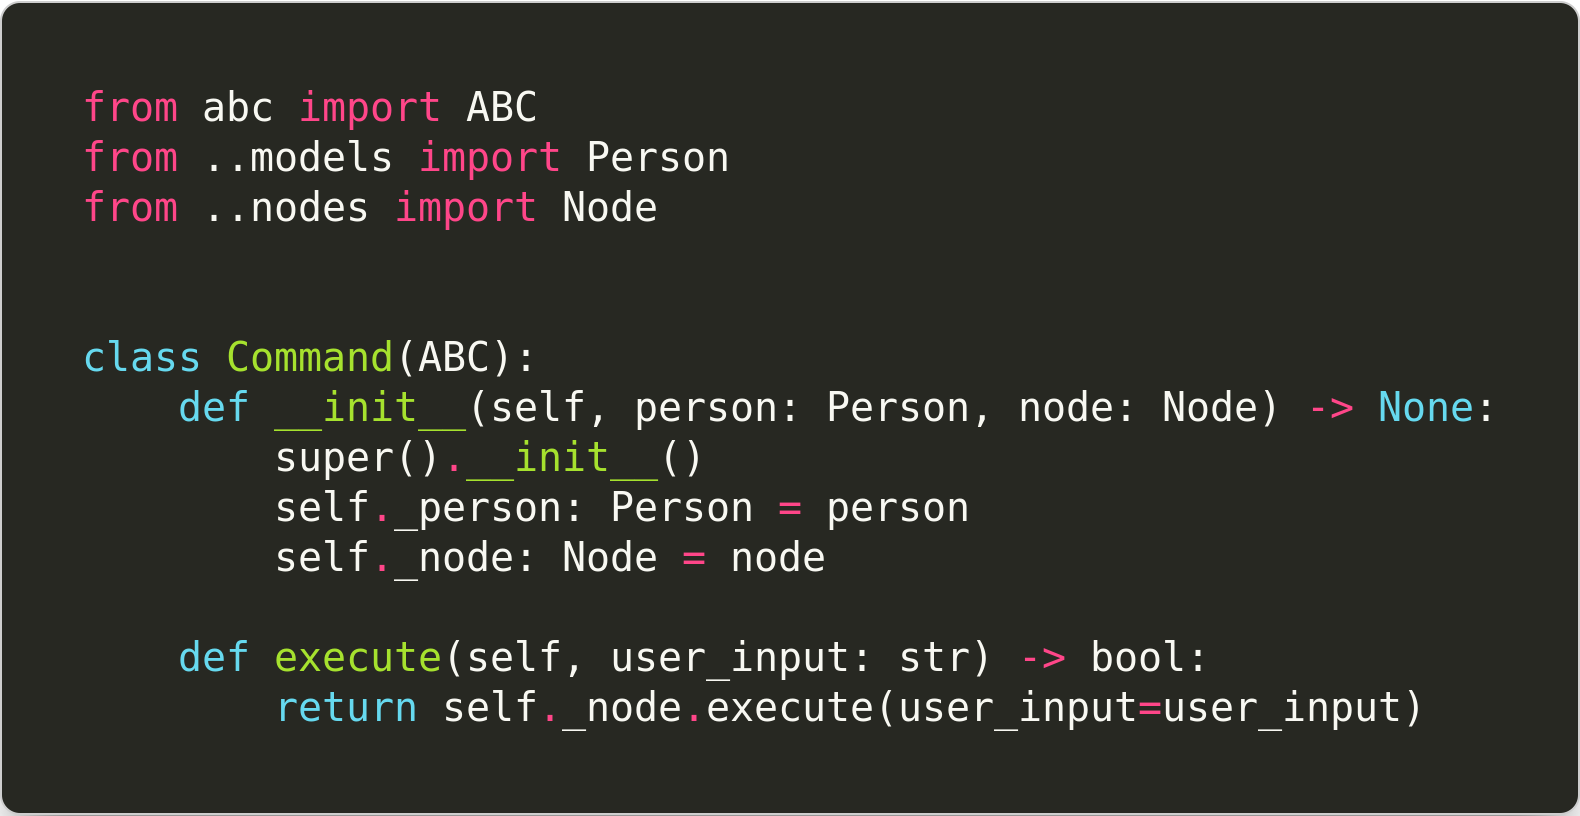 from abc import ABC
from ..models import Person
from ..nodes import Node
class Command(ABC):
    def __init__(self, person: Person, node: Node) -> None:
        super().__init__()
        self._person: Person = person
        self._node: Node = node
    def execute(self, user_input: str) -> bool:
        return self._node.execute(user_input=user_input)